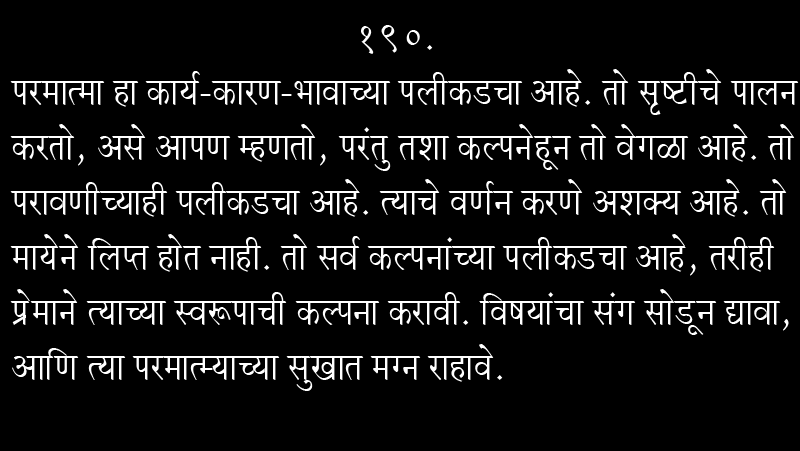 १९०.
परमात्मा हा कार्य-कारण-भावाच्या पलीकडचा आहे. तो सृष्टीचे पालन
करतो, असे आपण म्हणतो, परंतु तशा कल्पनेहून तो वेगळा आहे. तो
परावणीच्याही पलीकडचा आहे. त्याचे वर्णन करणे अशक्य आहे. तो
मायेने लिप्त होत नाही. तो सर्व कल्पनांच्या पलीकडचा आहे, तरीही
प्रेमाने त्याच्या स्वरूपाची कल्पना करावी. विषयांचा संग सोडून द्यावा,
आणि त्या परमात्म्याच्या सुखात मग्न राहावे.